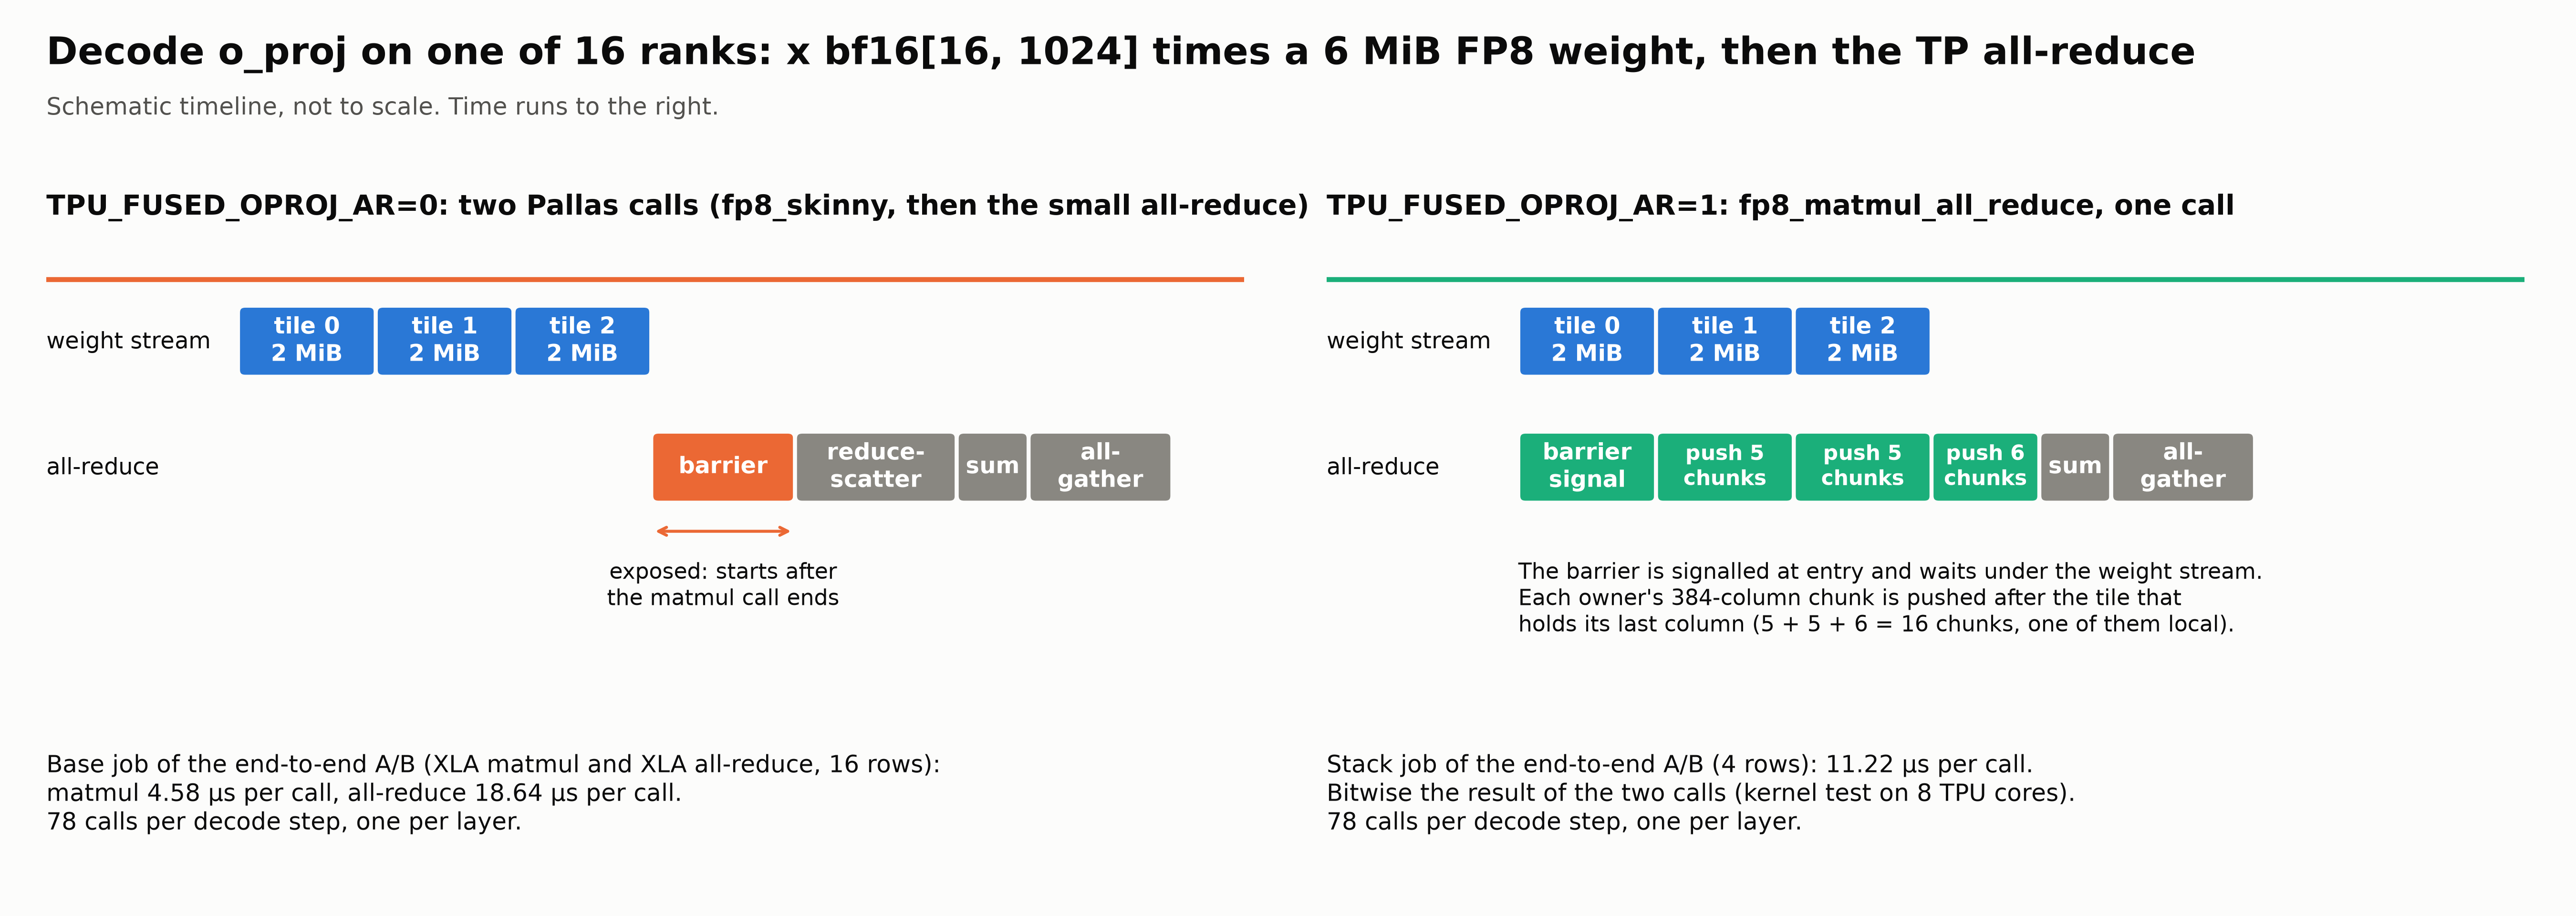 Decode o_proj on one of 16 ranks: x bf16[16, 1024] times a 6 MiB FP8 weight, then the TP all-reduce
Schematic timeline, not to scale. Time runs to the right.
TPU_FUSED_OPROJ_AR=0: two Pallas calls (fp8_skinny, then the small all-reduce)
weight stream
tile 0
2 MiB
tile 1
2 MiB
tile 2
2 MiB
all-reduce
barrier
reduce-
scatter
sum
all-
gather
exposed: starts after
the matmul call ends
Base job of the end-to-end A/B (XLA matmul and XLA all-reduce, 16 rows):
matmul 4.58 µs per call, all-reduce 18.64 µs per call.
78 calls per decode step, one per layer.
TPU_FUSED_OPROJ_AR=1: fp8_matmul_all_reduce, one call
weight stream
tile 0
2 MiB
tile 1
2 MiB
tile 2
2 MiB
all-reduce
barrier
signal
push 5
chunks
push 5
chunks
push 6
chunks
sum
all-
gather
The barrier is signalled at entry and waits under the weight stream.
Each owner's 384-column chunk is pushed after the tile that
holds its last column (5 + 5 + 6 = 16 chunks, one of them local).
Stack job of the end-to-end A/B (4 rows): 11.22 µs per call.
Bitwise the result of the two calls (kernel test on 8 TPU cores).
78 calls per decode step, one per layer.